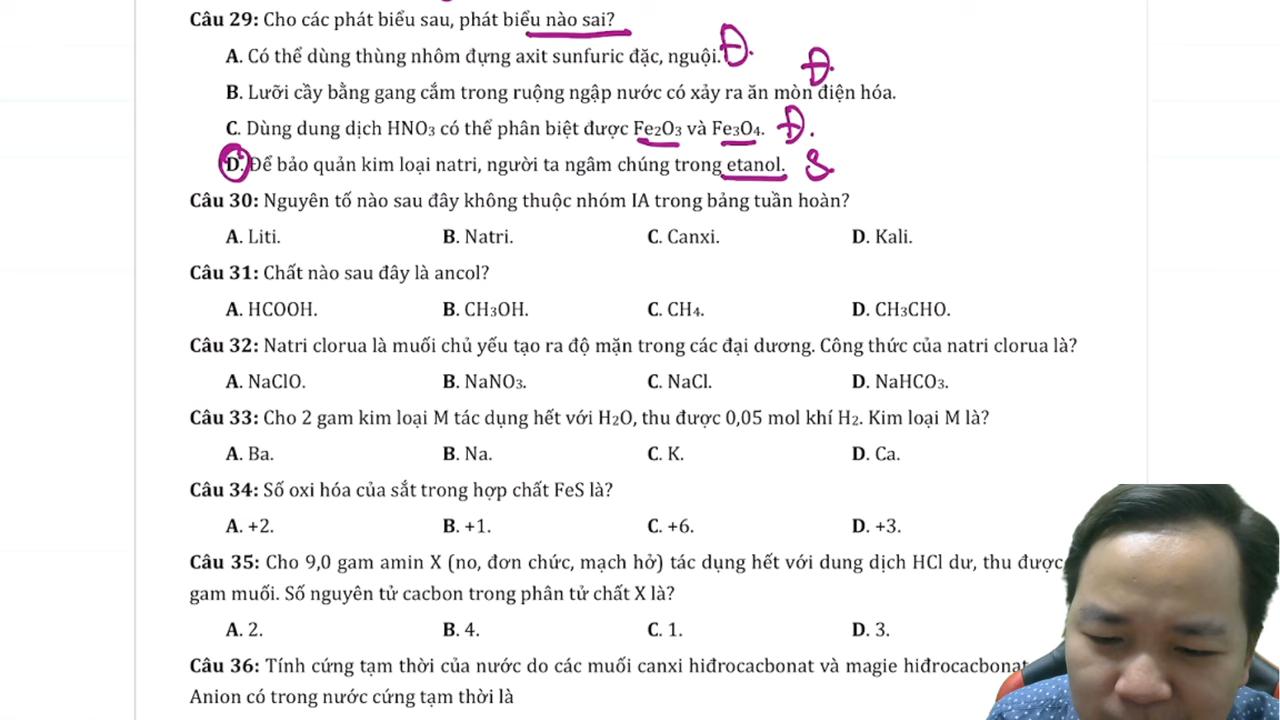 Câu 29: Cho các phát biểu sau, phát biểu nào sai?
A. Có thể dùng thùng nhôm đựng axit sunfuric đặc, nguội. Đ.
B. Lưỡi cầy bằng gang cắm trong ruộng ngập nước có xảy ra ăn mòn điện hóa. Đ.
C. Dùng dung dịch HNO₃ có thể phân biệt được Fe₂O₃ và Fe₃O₄. Đ.
D. Để bảo quản kim loại natri, người ta ngâm chúng trong etanol. S
Câu 30: Nguyên tố nào sau đây không thuộc nhóm IA trong bảng tuần hoàn?
A. Liti. B. Natri. C. Canxi. D. Kali.
Câu 31: Chất nào sau đây là ancol?
A. HCOOH. B. CH₃OH. C. CH₄. D. CH₃CHO.
Câu 32: Natri clorua là muối chủ yếu tạo ra độ mặn trong các đại dương. Công thức của natri clorua là?
A. NaClO. B. NaNO₃. C. NaCl. D. NaHCO₃.
Câu 33: Cho 2 gam kim loại M tác dụng hết với H₂O, thu được 0,05 mol khí H₂. Kim loại M là?
A. Ba. B. Na. C. K. D. Ca.
Câu 34: Số oxi hóa của sắt trong hợp chất FeS là?
A. +2. B. +1. C. +6. D. +3.
Câu 35: Cho 9,0 gam amin X (no, đơn chức, mạch hở) tác dụng hết với dung dịch HCl dư, thu được
gam muối. Số nguyên tử cacbon trong phân tử chất X là?
A. 2. B. 4. C. 1. D. 3.
Câu 36: Tính cứng tạm thời của nước do các muối canxi hiđrocacbonat và magie hiđrocacbonat
Anion có trong nước cứng tạm thời là